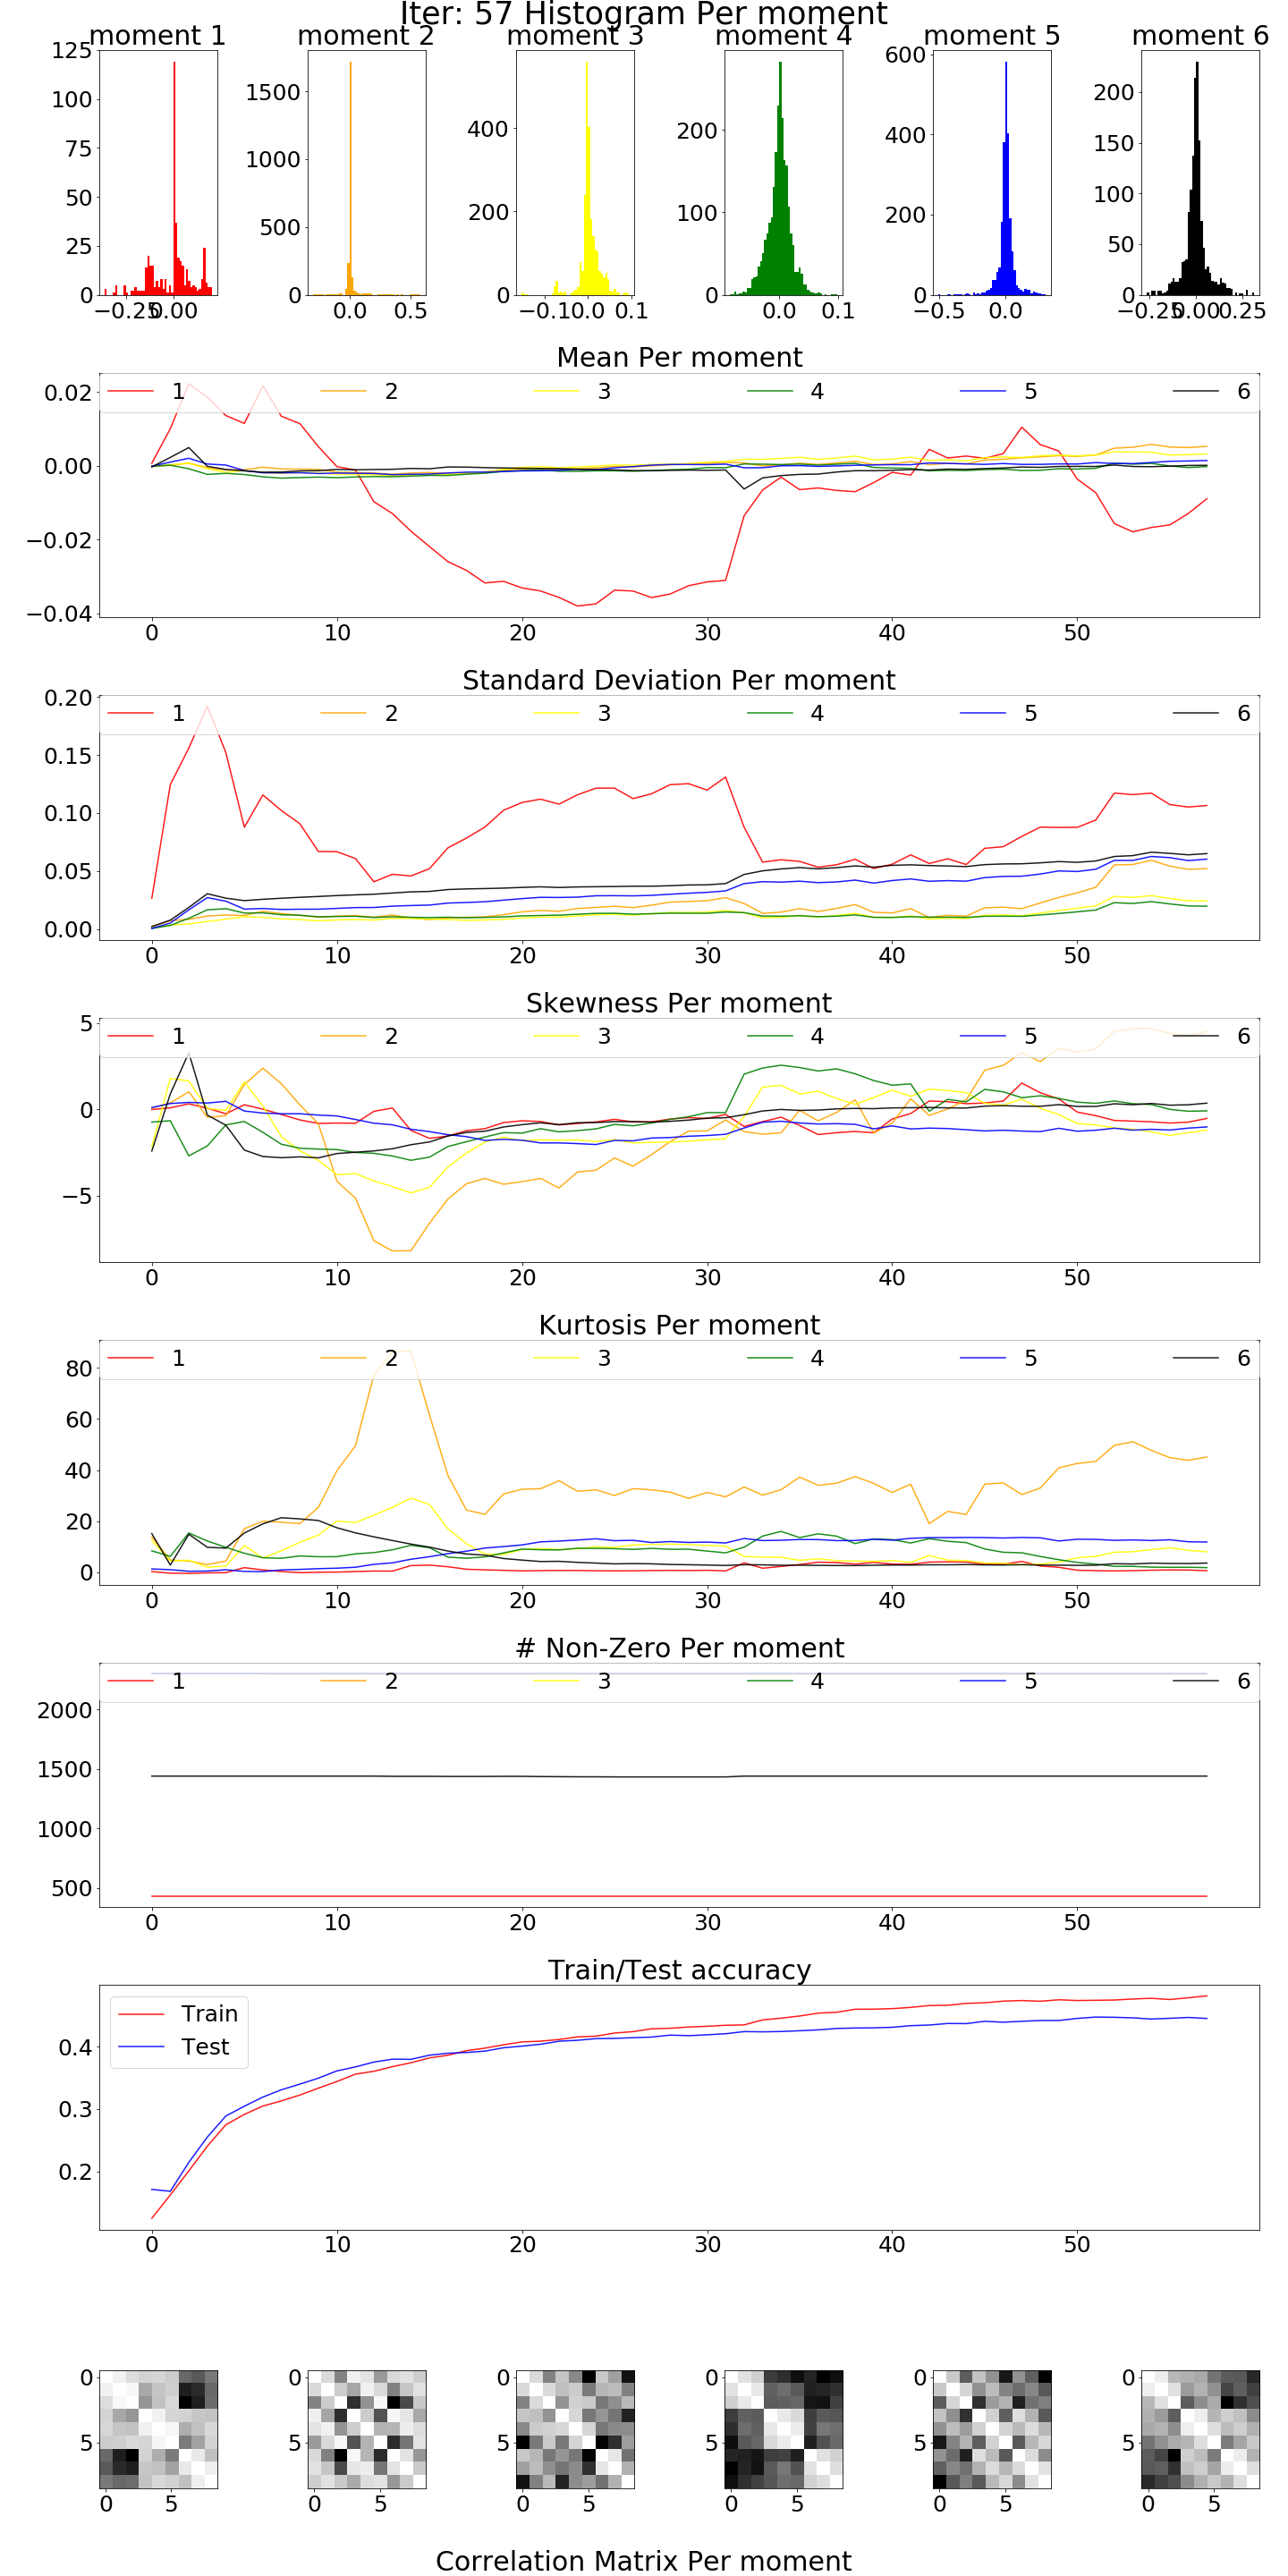 Iter: 57 Histogram Per moment
moment 1 moment 2 moment 3 moment 4 moment 5 moment 6
125 100 75 50 25 0
−0.25 0.00
1500 1000 500 0
0.0 0.5
400 200 0
−0.1 0.0 0.1
200 100 0
0.0 0.1
600 400 200 0
−0.5 0.0
200 150 100 50 0
−0.25 0.00 0.25
Mean Per moment
1 2 3 4 5 6
0.02
0.00
−0.02
−0.04
0 10 20 30 40 50
Standard Deviation Per moment
1 2 3 4 5 6
0.20
0.15
0.10
0.05
0.00
0 10 20 30 40 50
Skewness Per moment
1 2 3 4 5 6
5
0
−5
0 10 20 30 40 50
Kurtosis Per moment
1 2 3 4 5 6
80
60
40
20
0
0 10 20 30 40 50
# Non-Zero Per moment
1 2 3 4 5 6
2000
1500
1000
500
0 10 20 30 40 50
Train/Test accuracy
Train
Test
0.4
0.3
0.2
0 10 20 30 40 50
0 0 0 0 0 0
5 5 5 5 5 5
0 5 0 5 0 5 0 5 0 5 0 5
Correlation Matrix Per moment